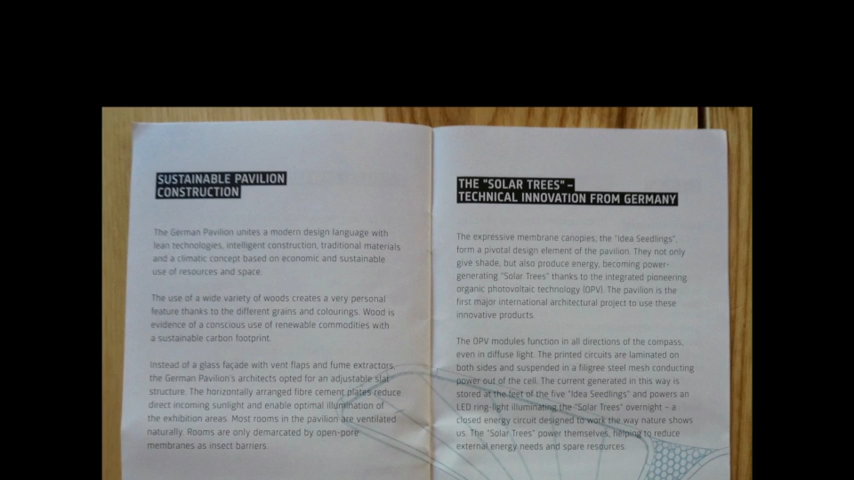 SUSTAINABLE PAVILION
CONSTRUCTION
The German Pavilion unites a modern design language with
lean technologies, intelligent construction, traditional materials
and a climatic concept based on economic and sustainable
use of resources and space.
The use of a wide variety of woods creates a very personal
feature thanks to the different grains and colourings. Wood is
evidence of a conscious use of renewable commodities with
a sustainable carbon footprint.
Instead of a glass façade with vent flaps and fume extractors,
the German Pavilion's architects opted for an adjustable slat
structure. The horizontally arranged fibre cement plates reduce
direct incoming sunlight and enable optimal illumination of
the exhibition areas. Most rooms in the pavilion are ventilated
naturally. Rooms are only demarcated by open-pore
membranes as insect barriers.
THE "SOLAR TREES" –
TECHNICAL INNOVATION FROM GERMANY
The expressive membrane canopies, the "Idea Seedlings",
form a pivotal design element of the pavilion. They not only
give shade, but also produce energy, becoming power-
generating "Solar Trees" thanks to the integrated pioneering
organic photovoltaic technology (OPV). The pavilion is the
first major international architectural project to use these
innovative products.
The OPV modules function in all directions of the compass,
even in diffuse light. The printed circuits are laminated on
both sides and suspended in a filigree steel mesh conducting
power out of the cell. The current generated in this way is
stored at the feet of the five "Idea Seedlings" and powers an
LED ring-light illuminating the "Solar Trees" overnight – a
closed energy circuit designed to work the way nature shows
us. The "Solar Trees" power themselves, helping to reduce
external energy needs and spare resources.